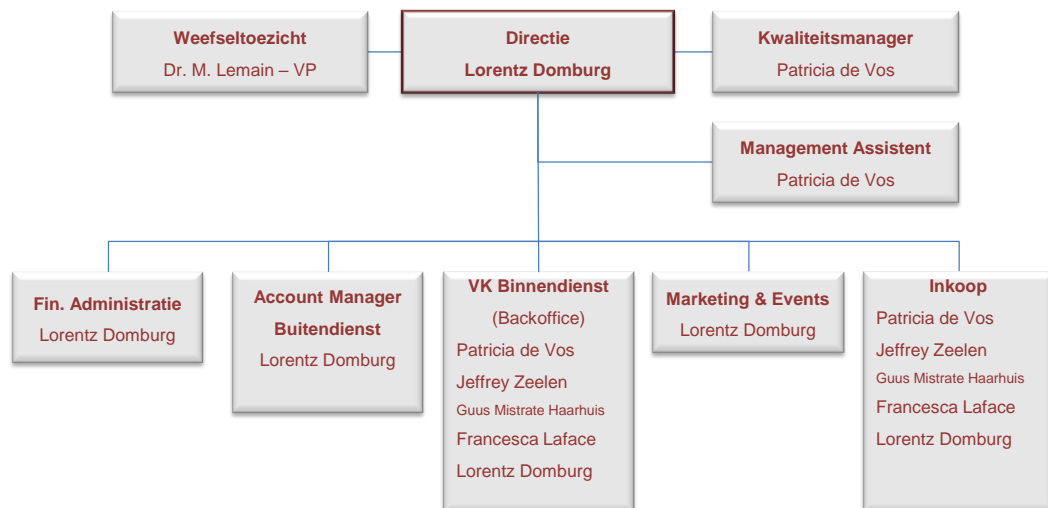 Weefseltoezicht
Dr. M. Lemain – VP
Directie
Lorentz Domburg
Kwaliteitsmanager
Patricia de Vos
Management Assistent
Patricia de Vos
Fin. Administratie
Lorentz Domburg
Account Manager
Buitendienst
Lorentz Domburg
VK Binnendienst
(Backoffice)
Patricia de Vos
Jeffrey Zeelen
Guus Mistrate Haarhuis
Francesca Laface
Lorentz Domburg
Marketing & Events
Lorentz Domburg
Inkoop
Patricia de Vos
Jeffrey Zeelen
Guus Mistrate Haarhuis
Francesca Laface
Lorentz Domburg